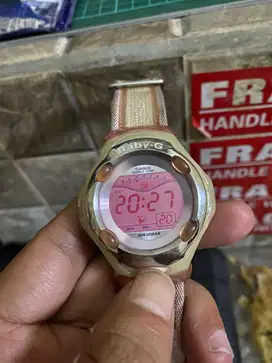 Baby-G
CASIO
20:27
20
FRA
HANDLE
FRA
HANDLE
FRA